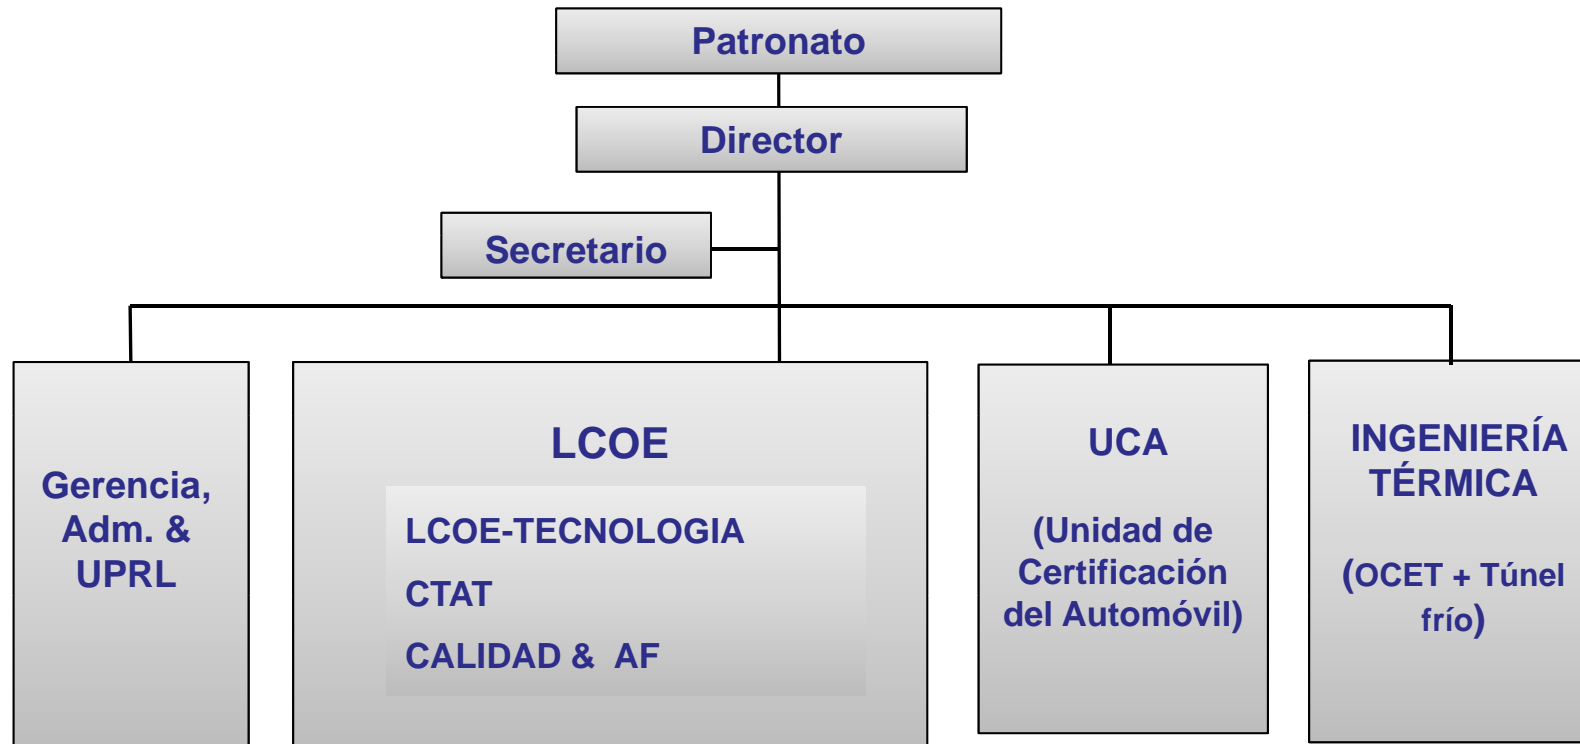 Patronato
Director
Secretario
Gerencia,
Adm. &
UPRL
LCOE
LCOE-TECNOLOGIA
CTAT
CALIDAD & AF
UCA
(Unidad de
Certificación
del Automóvil)
INGENIERÍA
TÉRMICA
(OCET + Túnel
frío)